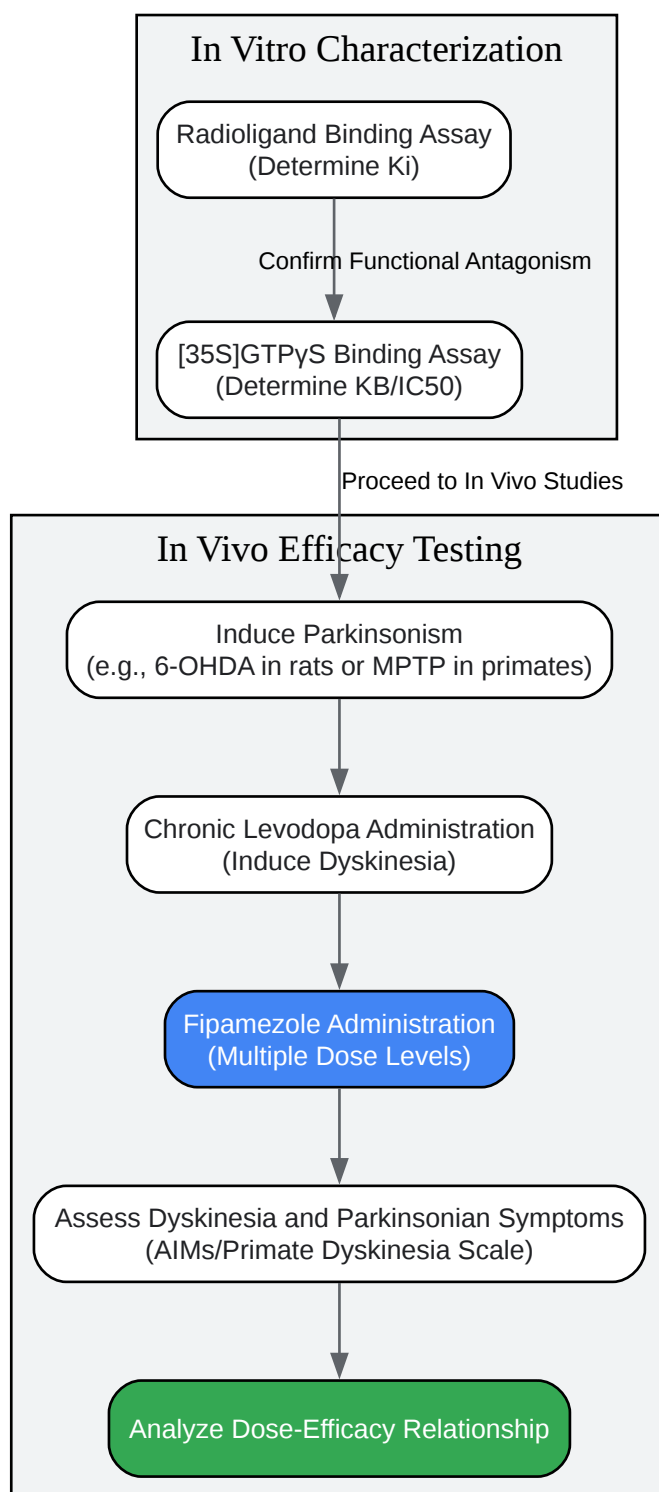 In Vitro Characterization
Radioligand Binding Assay
(Determine Ki)
Confirm Functional Antagonism
[35S]GTPγS Binding Assay
(Determine KB/IC50)
Proceed to In Vivo Studies
In Vivo Efficacy Testing
Induce Parkinsonism
(e.g., 6-OHDA in rats or MPTP in primates)
Chronic Levodopa Administration
(Induce Dyskinesia)
Fipamezole Administration
(Multiple Dose Levels)
Assess Dyskinesia and Parkinsonian Symptoms
(AIMs/Primate Dyskinesia Scale)
Analyze Dose-Efficacy Relationship